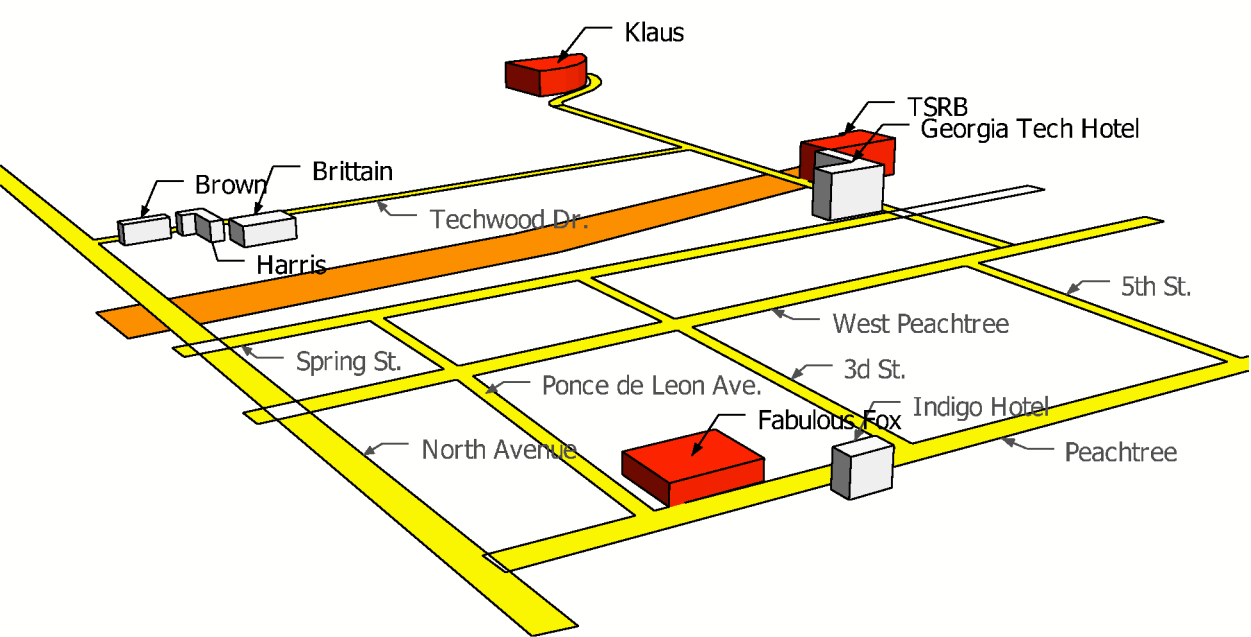 Klaus
TSRB
Georgia Tech Hotel
Brown
Brittain
Techwood Dr.
Harris
5th St.
West Peachtree
Spring St.
3d St.
Ponce de Leon Ave.
Indigo Hotel
Fabulous Fox
North Avenue
Peachtree